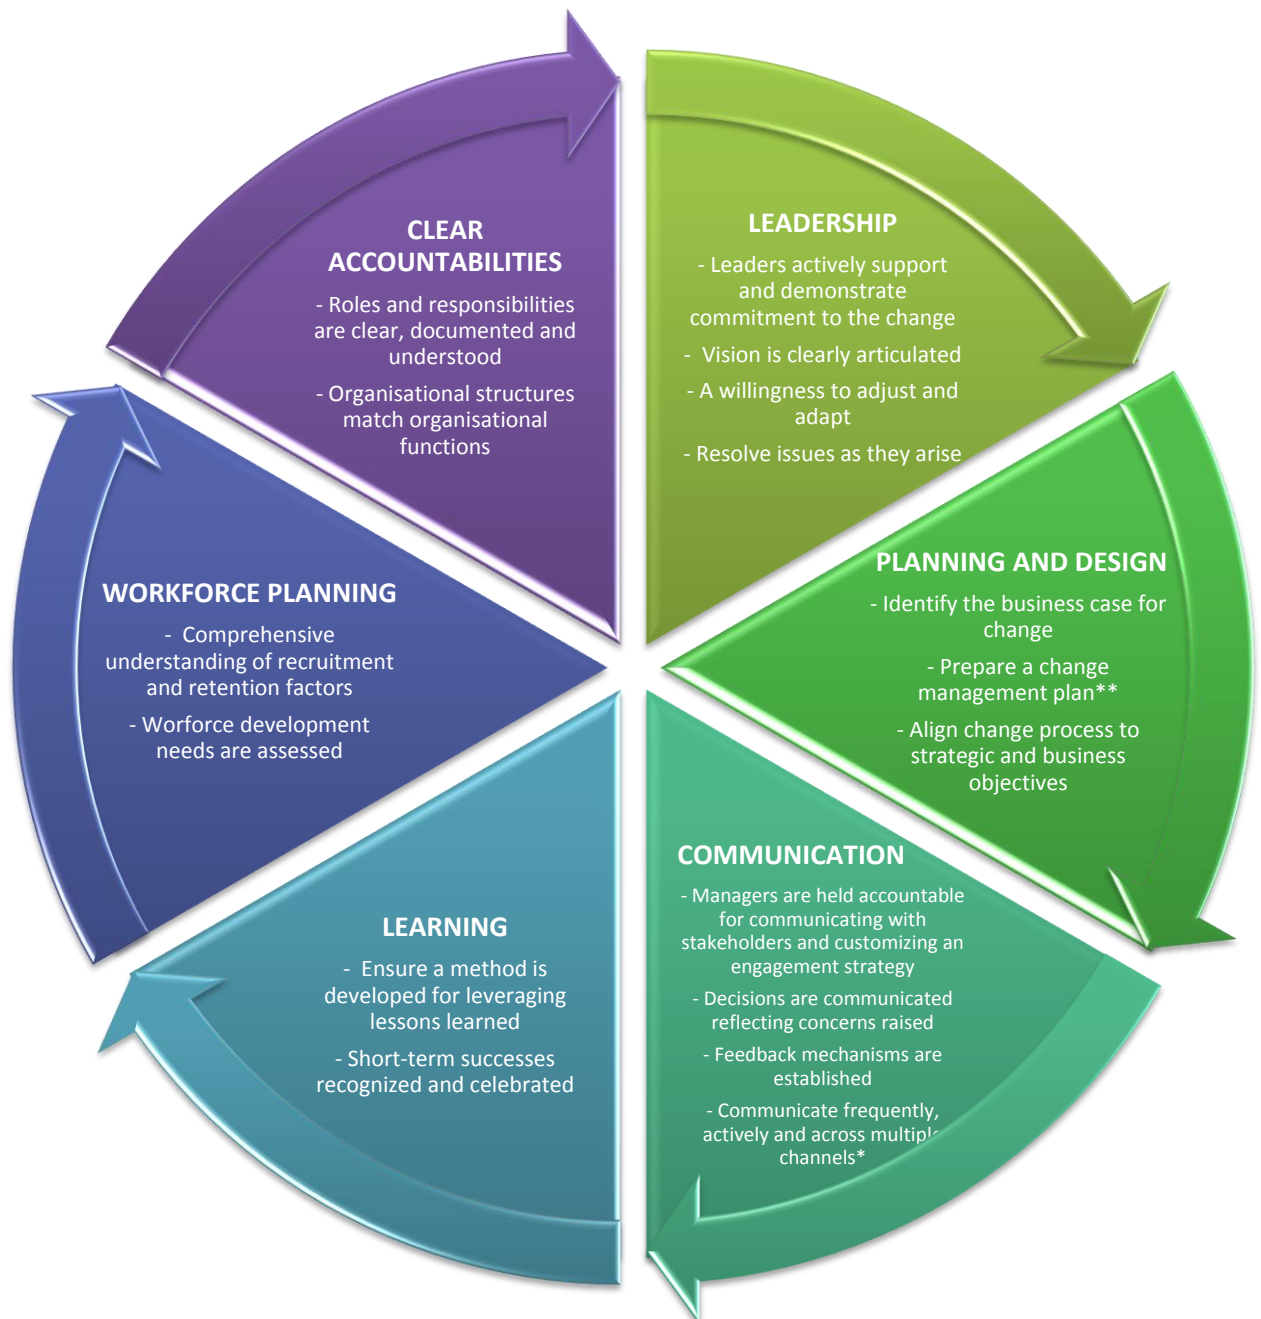 CLEAR
ACCOUNTABILITIES
- Roles and responsibilities
are clear, documented and
understood
- Organisational structures
match organisational
functions
LEADERSHIP
- Leaders actively support
and demonstrate
commitment to the change
- Vision is clearly articulated
- A willingness to adjust and
adapt
- Resolve issues as they arise
PLANNING AND DESIGN
- Identify the business case for
change
- Prepare a change
management plan**
- Align change process to
strategic and business
objectives
COMMUNICATION
- Managers are held accountable
for communicating with
stakeholders and customizing an
engagement strategy
- Decisions are communicated
reflecting concerns raised
- Feedback mechanisms are
established
- Communicate frequently,
actively and across multiple
channels*
LEARNING
- Ensure a method is
developed for leveraging
lessons learned
- Short-term successes
recognized and celebrated
WORKFORCE PLANNING
- Comprehensive
understanding of recruitment
and retention factors
- Worforce development
needs are assessed